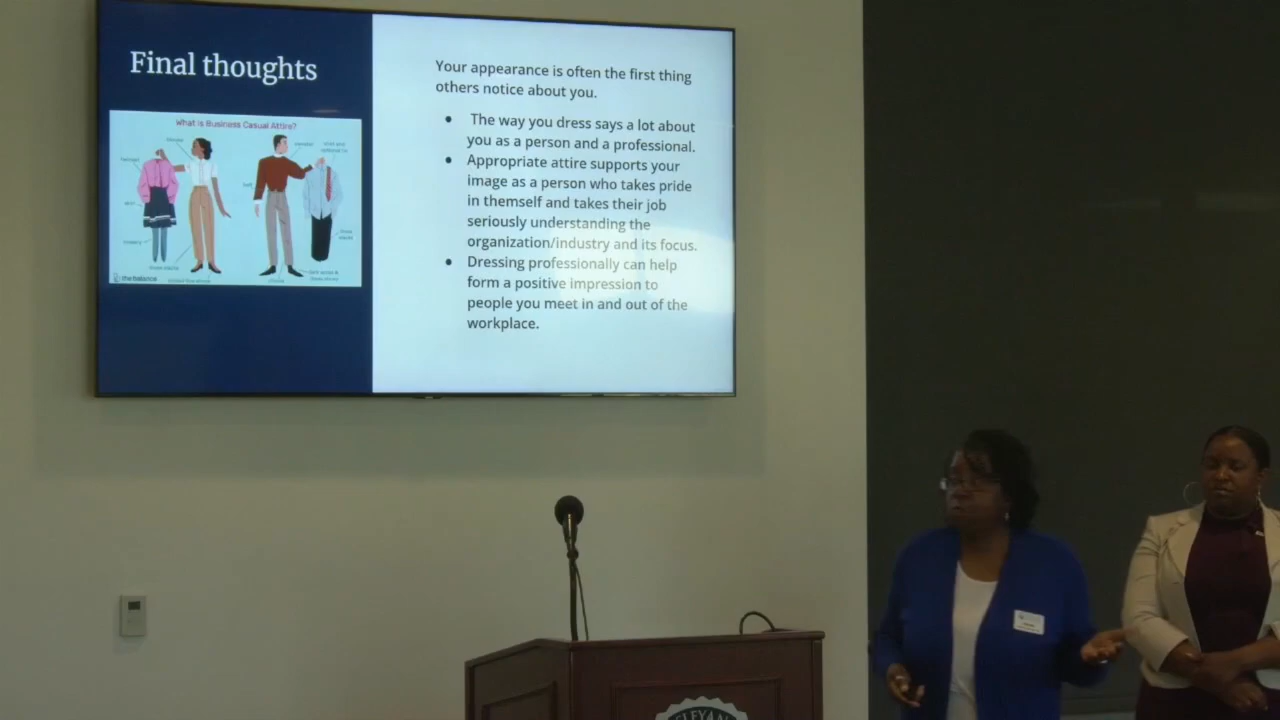 Final thoughts
What is Business Casual Attire?
the balance
Your appearance is often the first thing
others notice about you.
● The way you dress says a lot about
you as a person and a professional.
● Appropriate attire supports your
image as a person who takes pride
in themself and takes their job
seriously understanding the
organization/industry and its focus.
● Dressing professionally can help
form a positive impression to
people you meet in and out of the
workplace.